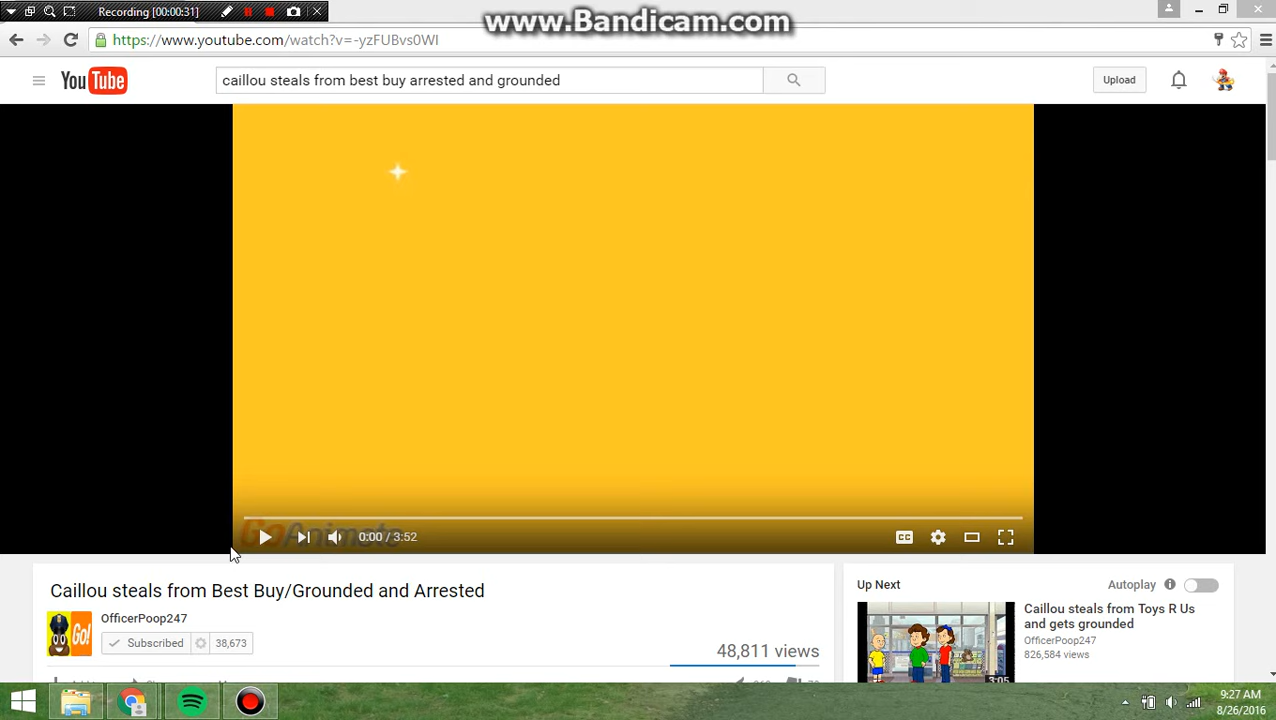 Recording [00:00:31]
www.Bandicam.com
https://www.youtube.com/watch?v=-yzFUBvs0WI
YouTube
caillou steals from best buy arrested and grounded
Upload
GoAnimate
0:00 / 3:52
CC
Caillou steals from Best Buy/Grounded and Arrested
OfficerPoop247
Go!
Subscribed
38,673
48,811 views
Up Next
Autoplay
Caillou steals from Toys R Us
and gets grounded
OfficerPoop247
826,584 views
3:05
9:27 AM
8/26/2016